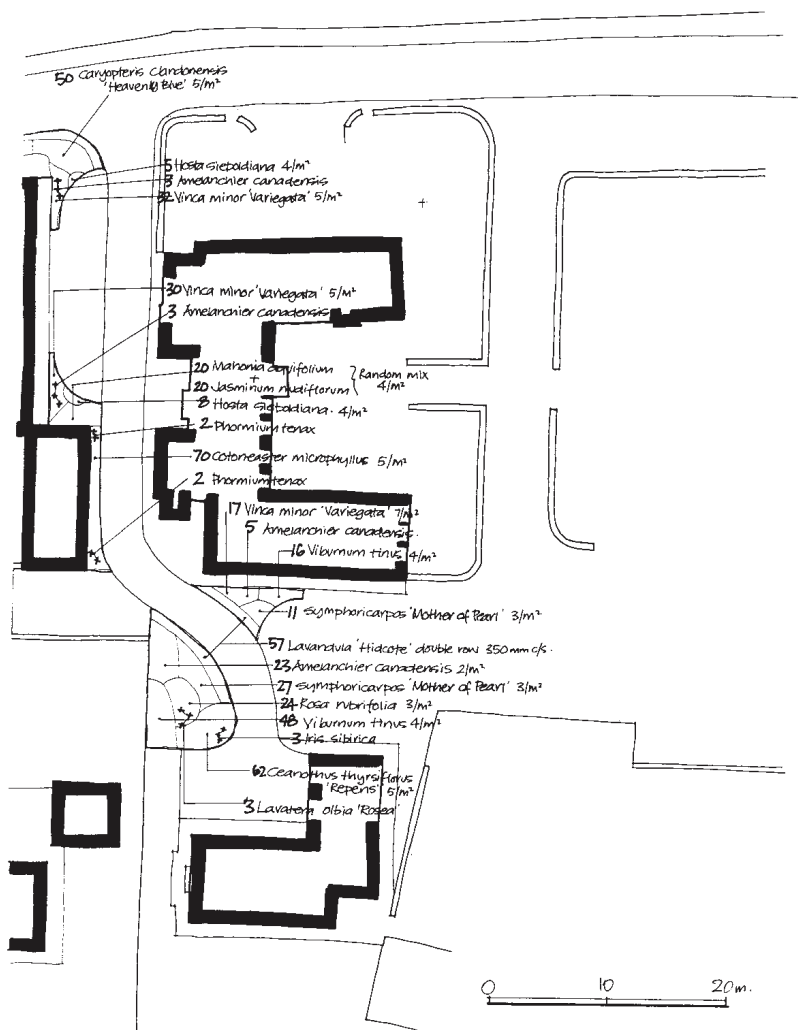 50 Caryopteris Clandonensis
'Heavenly Blue' 5/m²
5 Hosta sieboldiana 4/m²
3 Amelanchier canadensis
32 Vinca minor 'Variegata' 5/m²
30 Vinca minor 'Variegata' 5/m²
3 Amelanchier canadensis
20 Mahonia aquifolium
+
20 Jasminum nudiflorum
} Random mix
4/m²
8 Hosta sieboldiana. 4/m²
2 Phormium tenax
70 Cotoneaster microphyllus 5/m²
2 Phormium tenax
17 Vinca minor 'Variegata' 7/m²
5 Amelanchier canadensis.
16 Viburnum tinus 4/m²
11 Symphoricarpos 'Mother of Pearl' 3/m²
57 Lavandula 'Hidcote' double row 350mm c/s.
23 Amelanchier canadensis 2/m²
27 Symphoricarpos 'Mother of Pearl' 3/m²
24 Rosa rubrifolia 3/m²
48 Viburnum tinus 4/m²
3 Iris sibirica
62 Ceanothus thyrsiflorus
'Repens' 5/m²
3 Lavatera olbia 'Rosea'
0 10 20m.